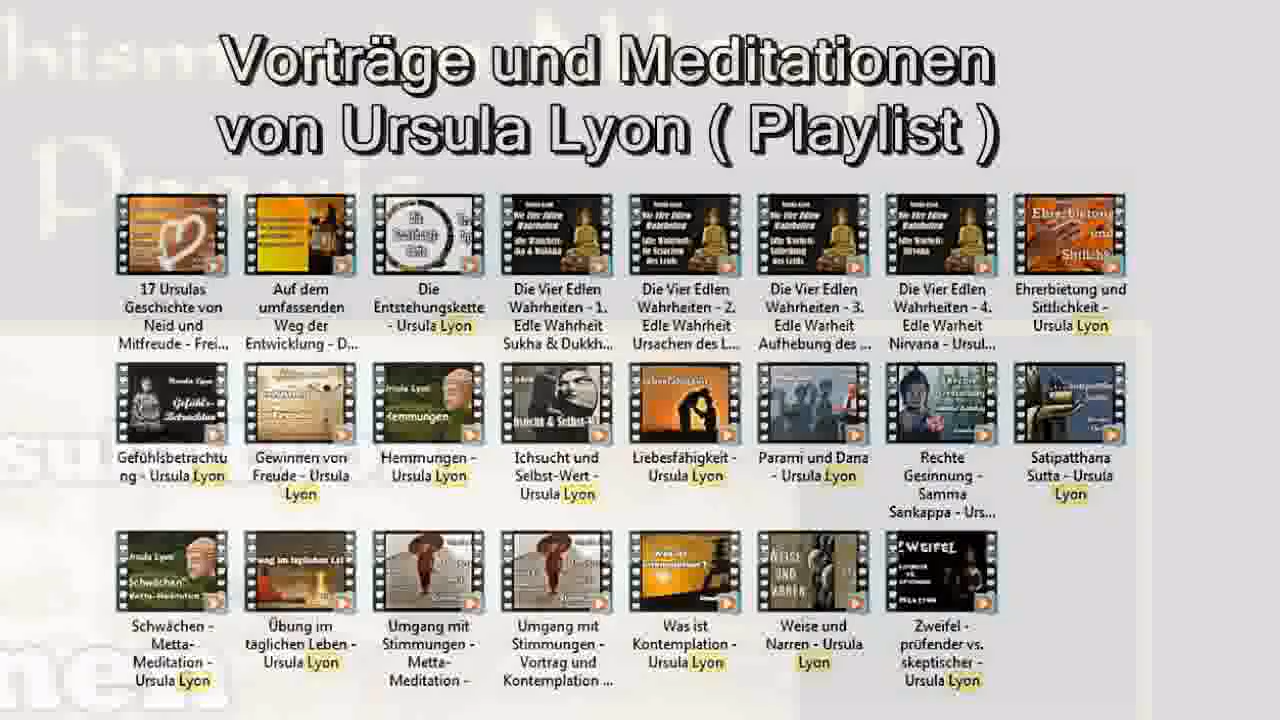 Vorträge und Meditationen
von Ursula Lyon ( Playlist )
17 Ursulas
Geschichte von
Neid und
Mitfreude - Frei...
Auf dem
umfassenden
Weg der
Entwicklung - D...
Die
Entstehungskette
- Ursula Lyon
Die Vier Edlen
Wahrheiten - 1.
Edle Wahrheit
Sukha & Dukkh...
Die Vier Edlen
Wahrheiten - 2.
Edle Wahrheit
Ursachen des L...
Die Vier Edlen
Wahrheiten - 3.
Edle Warheit
Aufhebung des ...
Die Vier Edlen
Wahrheiten - 4.
Edle Warheit
Nirvana - Ursul...
Ehrerbietung und
Sittlichkeit -
Ursula Lyon
Gefühlsbetrachtu
ng - Ursula Lyon
Gewinnen von
Freude - Ursula
Lyon
Hemmungen -
Ursula Lyon
Ichsucht und
Selbst-Wert -
Ursula Lyon
Liebesfähigkeit -
Ursula Lyon
Parami und Dana
- Ursula Lyon
Rechte
Gesinnung -
Samma
Sankappa - Urs...
Satipatthana
Sutta - Ursula
Lyon
Schwächen -
Metta-
Meditation -
Ursula Lyon
Übung im
täglichen Leben -
Ursula Lyon
Umgang mit
Stimmungen -
Metta-
Meditation -
Umgang mit
Stimmungen -
Vortrag und
Kontemplation ...
Was ist
Kontemplation -
Ursula Lyon
Weise und
Narren - Ursula
Lyon
Zweifel -
prüfender vs.
skeptischer -
Ursula Lyon